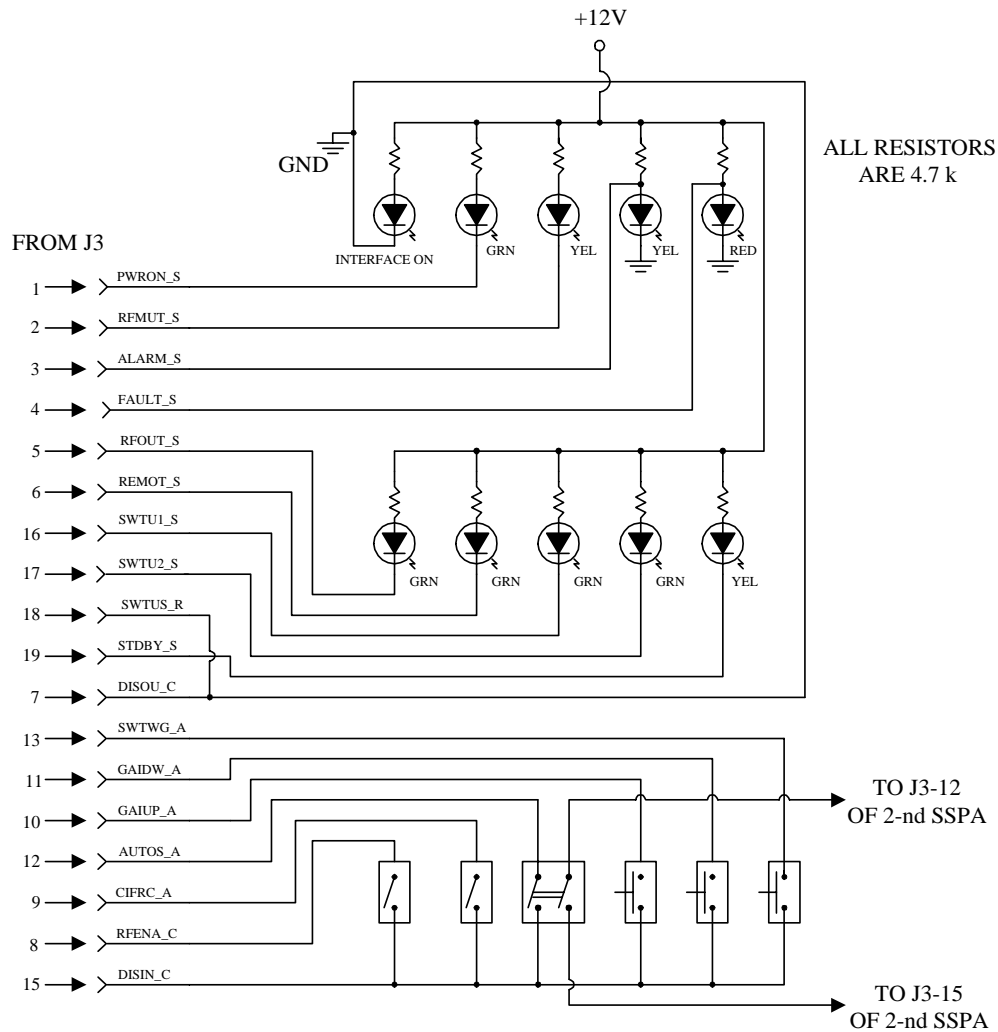 +12V
GND
ALL RESISTORS
ARE 4.7 k
FROM J3
INTERFACE ON
GRN
YEL
YEL
RED
1 PWRON_S
2 RFMUT_S
3 ALARM_S
4 FAULT_S
5 RFOUT_S
6 REMOT_S
16 SWTU1_S
17 SWTU2_S
GRN
GRN
GRN
GRN
YEL
18 SWTUS_R
19 STDBY_S
7 DISOU_C
13 SWTWG_A
11 GAIDW_A
10 GAIUP_A
12 AUTOS_A
9 CIFRC_A
8 RFENA_C
15 DISIN_C
TO J3-12
OF 2-nd SSPA
TO J3-15
OF 2-nd SSPA